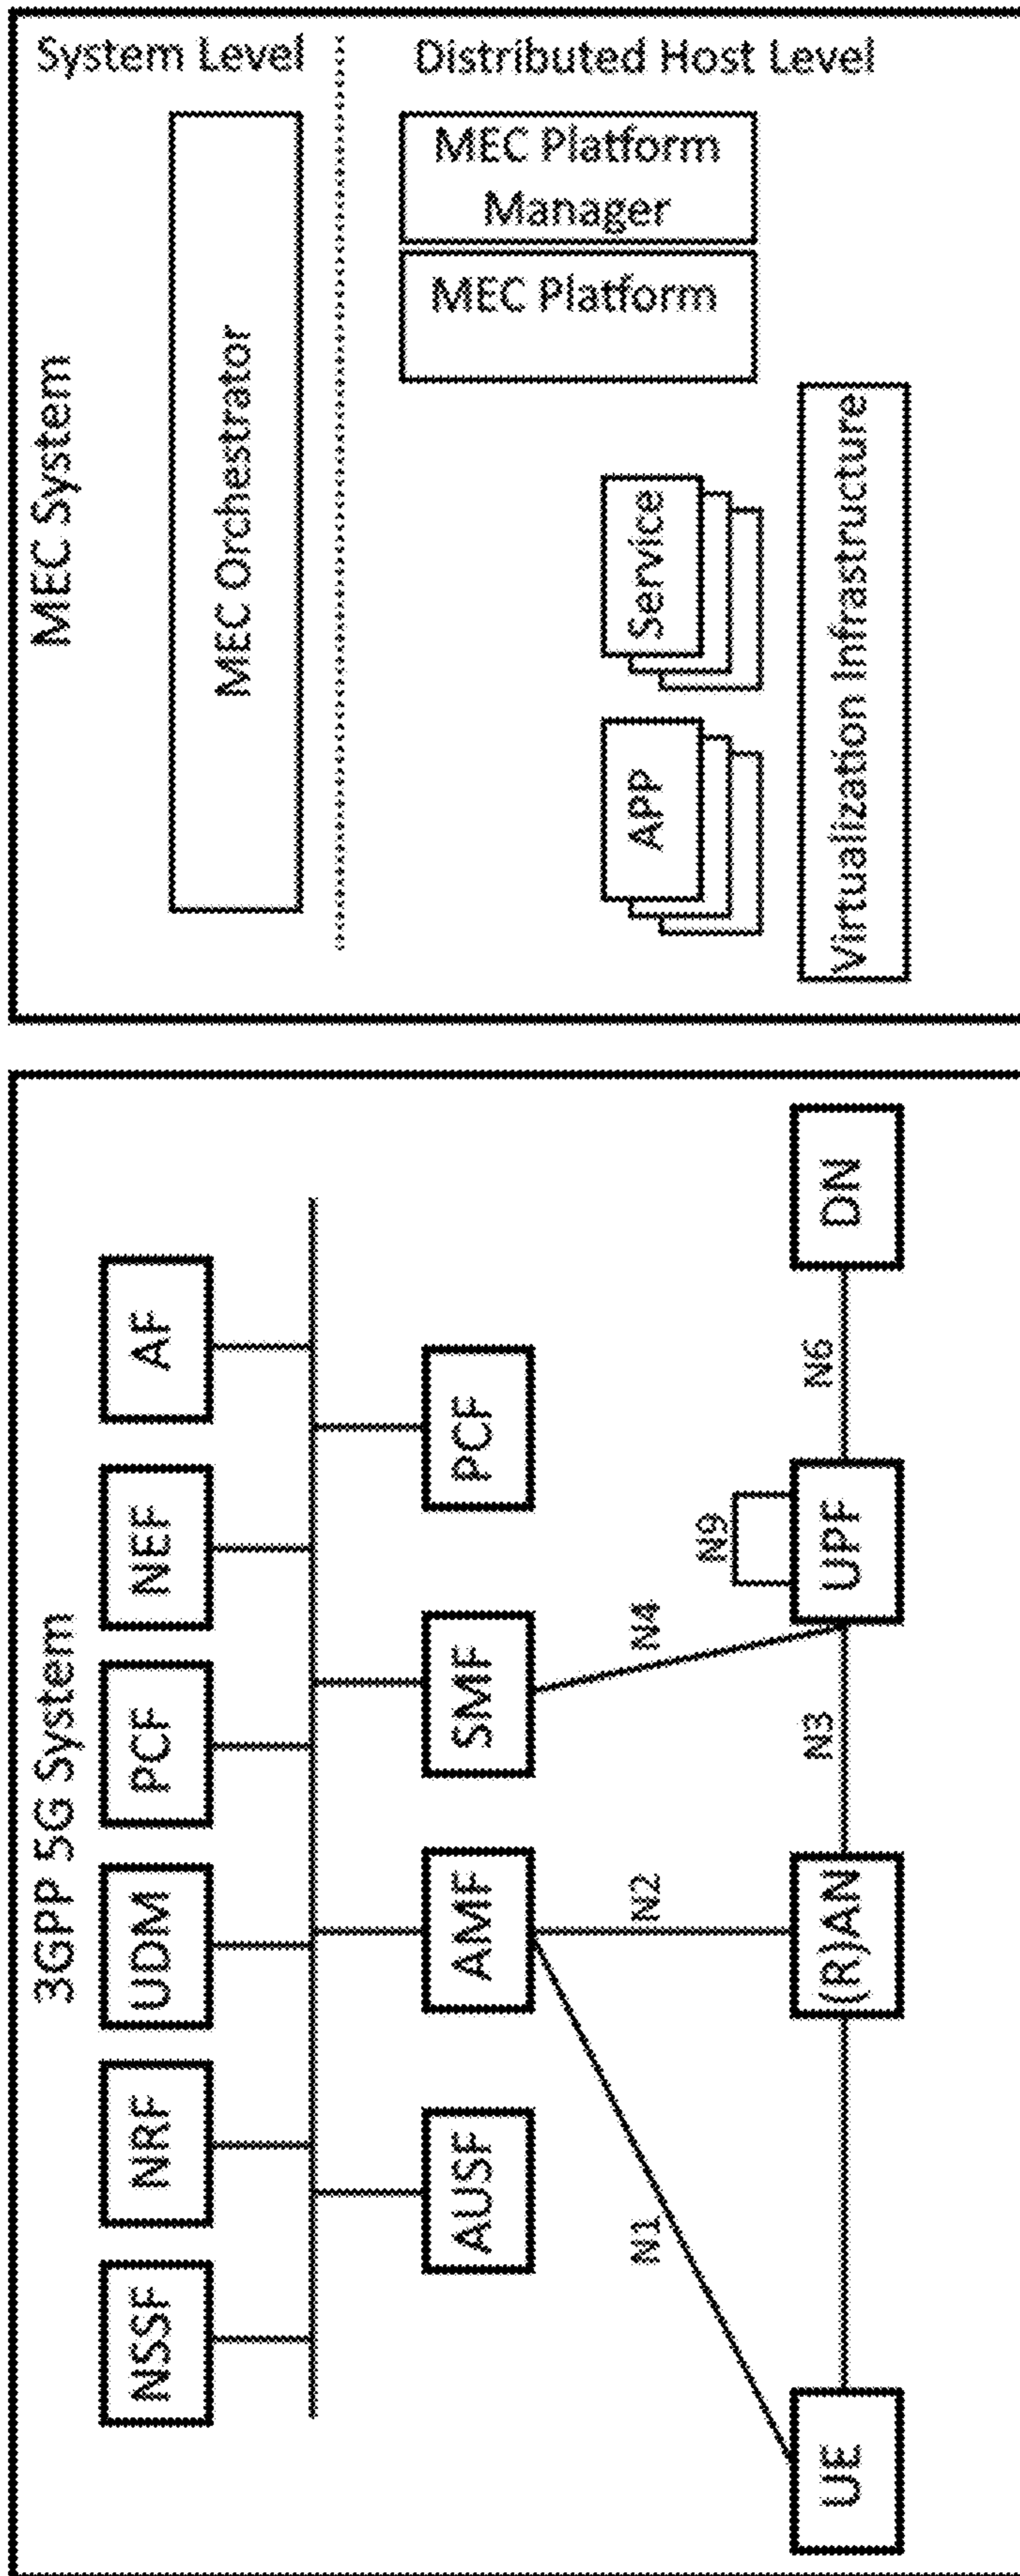 3GPP 5G System
NSSF
NRF
UDM
PCF
NEF
AF
AUSF
AMF
SMF
PCF
N1
N2
N4
N9
UE
(R)AN
N3
UPF
N6
DN
MEC System
System Level
MEC Orchestrator
Distributed Host Level
MEC Platform
Manager
MEC Platform
APP
Service
Virtualization Infrastructure